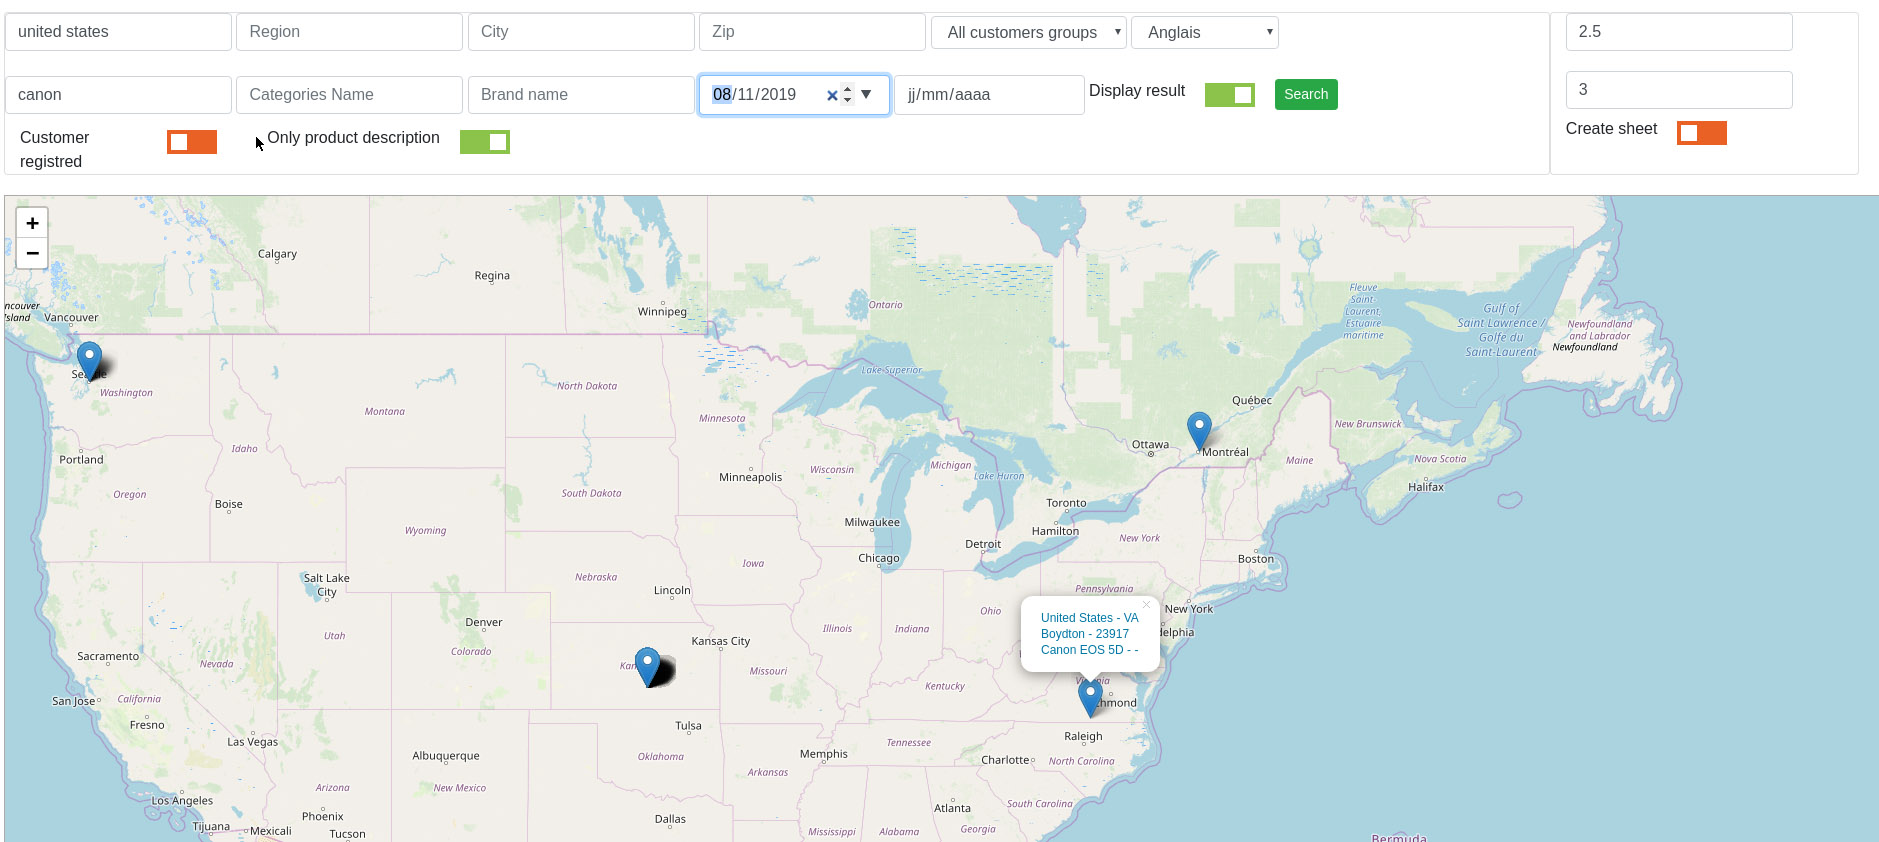 united states
Region
City
Zip
All customers groups
Anglais
2.5
canon
Categories Name
Brand name
08/11/2019
jj/mm/aaaa
Display result
Search
3
Customer
registred
Only product description
Create sheet
+
−
Calgary
Regina
Winnipeg
Ontario
Fleuve
Saint-
Laurent,
Estuaire
maritime
Gulf of
Saint Lawrence /
Golfe du
Saint-Laurent
Newfoundland
and Labrador
Newfoundland
ncouver
Island
Vancouver
Washington
Montana
North Dakota
Minnesota
Lake Superior
Québec
Ottawa
Montréal
New Brunswick
Maine
Nova Scotia
Halifax
Portland
Idaho
Oregon
Boise
Wyoming
South Dakota
Minneapolis
Wisconsin
Michigan
Lake Huron
Toronto
Hamilton
Milwaukee
Chicago
Detroit
New York
Boston
Salt Lake
City
Nebraska
Iowa
Lincoln
Pennsylvania
New York
Ohio
United States - VA
Boydton - 23917
Canon EOS 5D - -
delphia
Denver
Utah
Colorado
Kansas City
Illinois
Indiana
Sacramento
Nevada
Kan
Missouri
Kentucky
Virginia
chmond
San Jose
California
Fresno
Las Vegas
Tulsa
Raleigh
Albuquerque
Oklahoma
Memphis
Tennessee
Charlotte
North Carolina
Arkansas
Arizona
New Mexico
Los Angeles
Phoenix
Dallas
Atlanta
South Carolina
Tijuana
Mexicali
Tucson
Mississippi
Alabama
Georgia
Bermuda